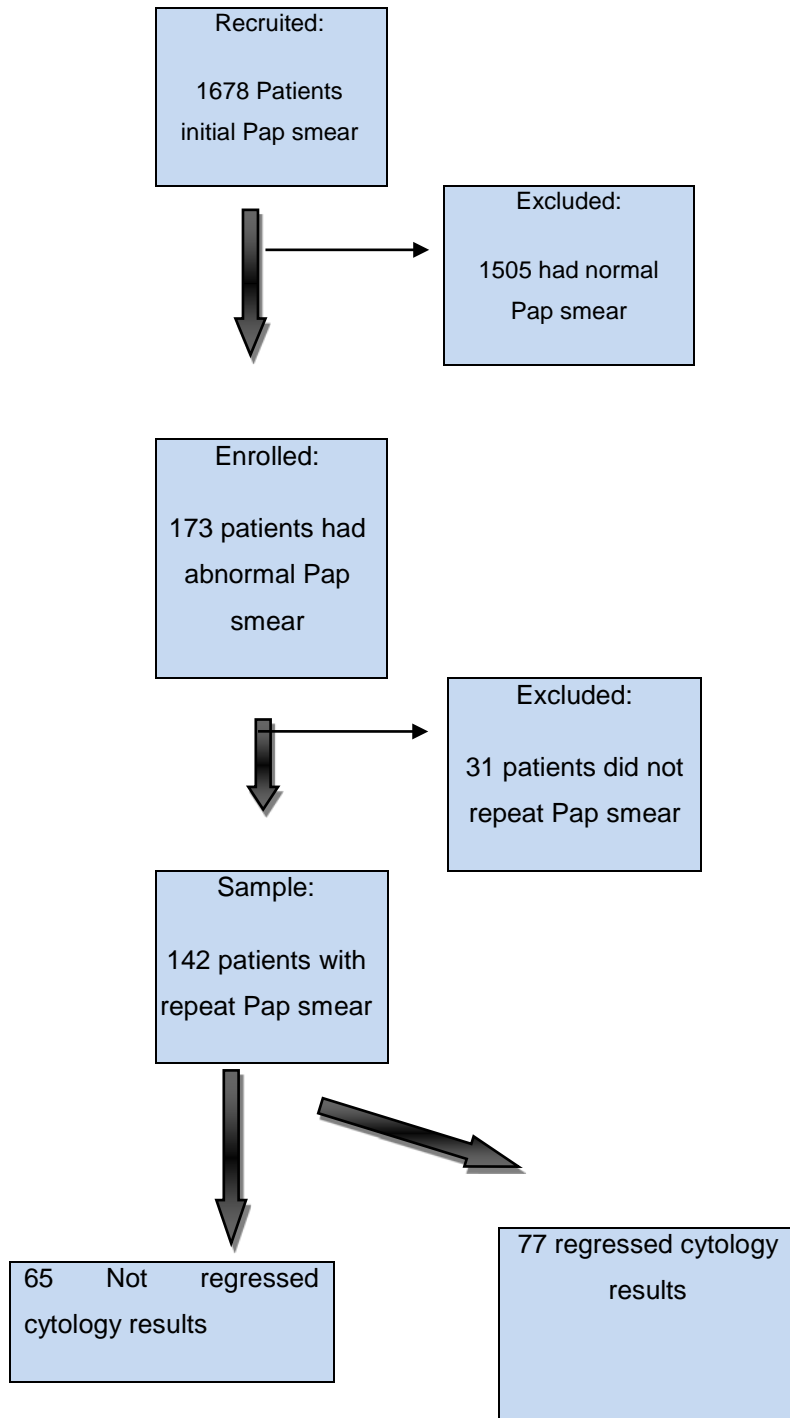 Recruited:
1678 Patients
initial Pap smear
Excluded:
1505 had normal
Pap smear
Enrolled:
173 patients had
abnormal Pap
smear
Excluded:
31 patients did not
repeat Pap smear
Sample:
142 patients with
repeat Pap smear
65 Not regressed
cytology results
77 regressed cytology
results